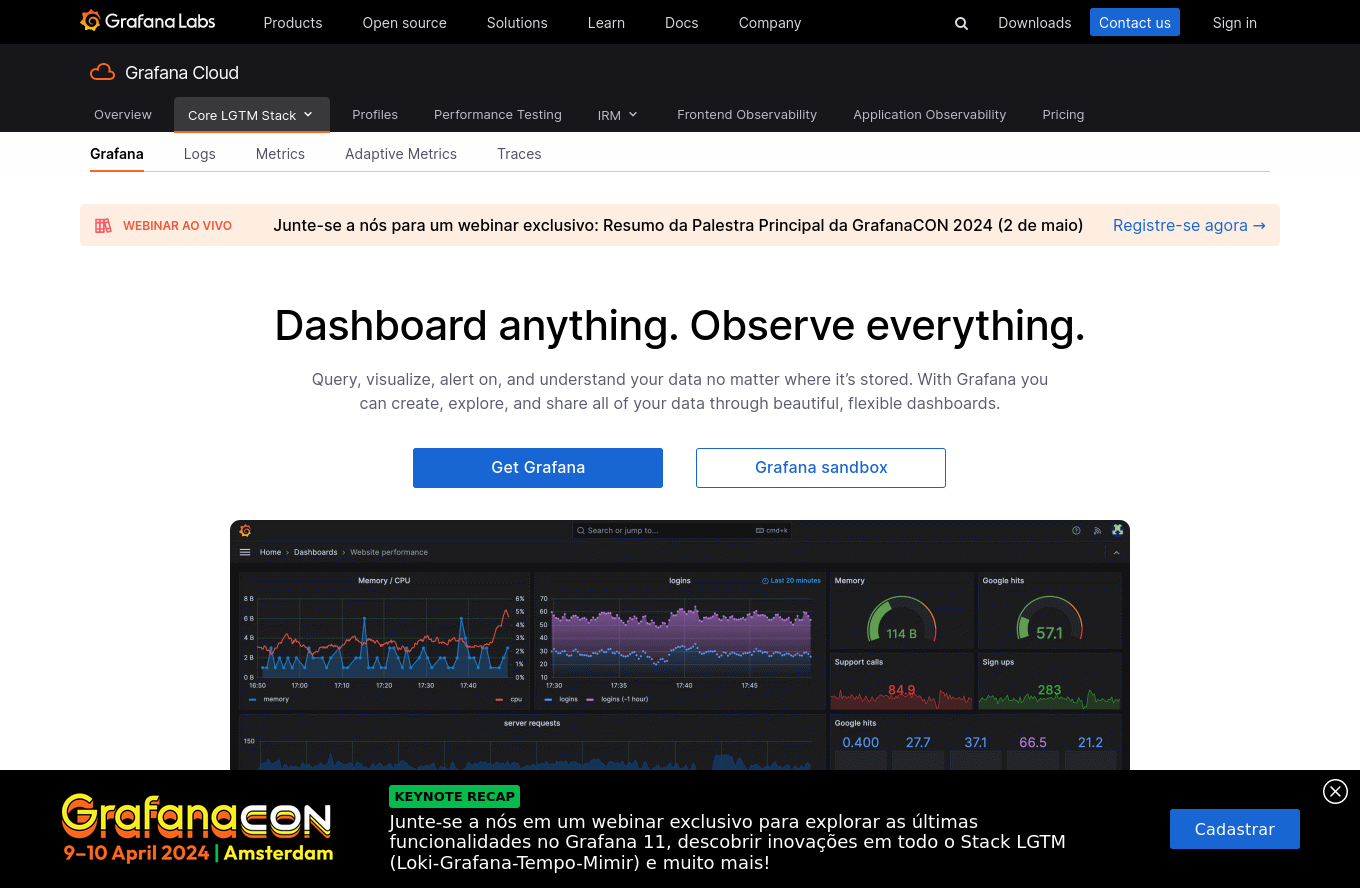 Grafana Labs Products Open source Solutions Learn Docs Company Downloads Contact us Sign in
Grafana Cloud
Overview Core LGTM Stack Profiles Performance Testing IRM Frontend Observability Application Observability Pricing
Grafana Logs Metrics Adaptive Metrics Traces
WEBINAR AO VIVO Junte-se a nós para um webinar exclusivo: Resumo da Palestra Principal da GrafanaCON 2024 (2 de maio) Registre-se agora →
Dashboard anything. Observe everything.
Query, visualize, alert on, and understand your data no matter where it’s stored. With Grafana you
can create, explore, and share all of your data through beautiful, flexible dashboards.
Get Grafana Grafana sandbox
Search or jump to... cmd+k
Home › Dashboards › Website performance
Memory / CPU
8 B
6 B
4 B
2 B
0 B
6%
5%
4%
3%
2%
1%
0%
16:50 17:00 17:10 17:20 17:30 17:40
memory cpu
logins Last 20 minutes
70
60
50
40
30
20
10
17:30 17:35 17:40 17:45
logins logins (-1 hour)
Memory
114 B
Google hits
57.1
Support calls
84.9
Sign ups
283
server requests
150
Google hits
0.400 27.7 37.1 66.5 21.2
GrafanaCON
9–10 April 2024 | Amsterdam
KEYNOTE RECAP
Junte-se a nós em um webinar exclusivo para explorar as últimas
funcionalidades no Grafana 11, descobrir inovações em todo o Stack LGTM
(Loki-Grafana-Tempo-Mimir) e muito mais!
Cadastrar